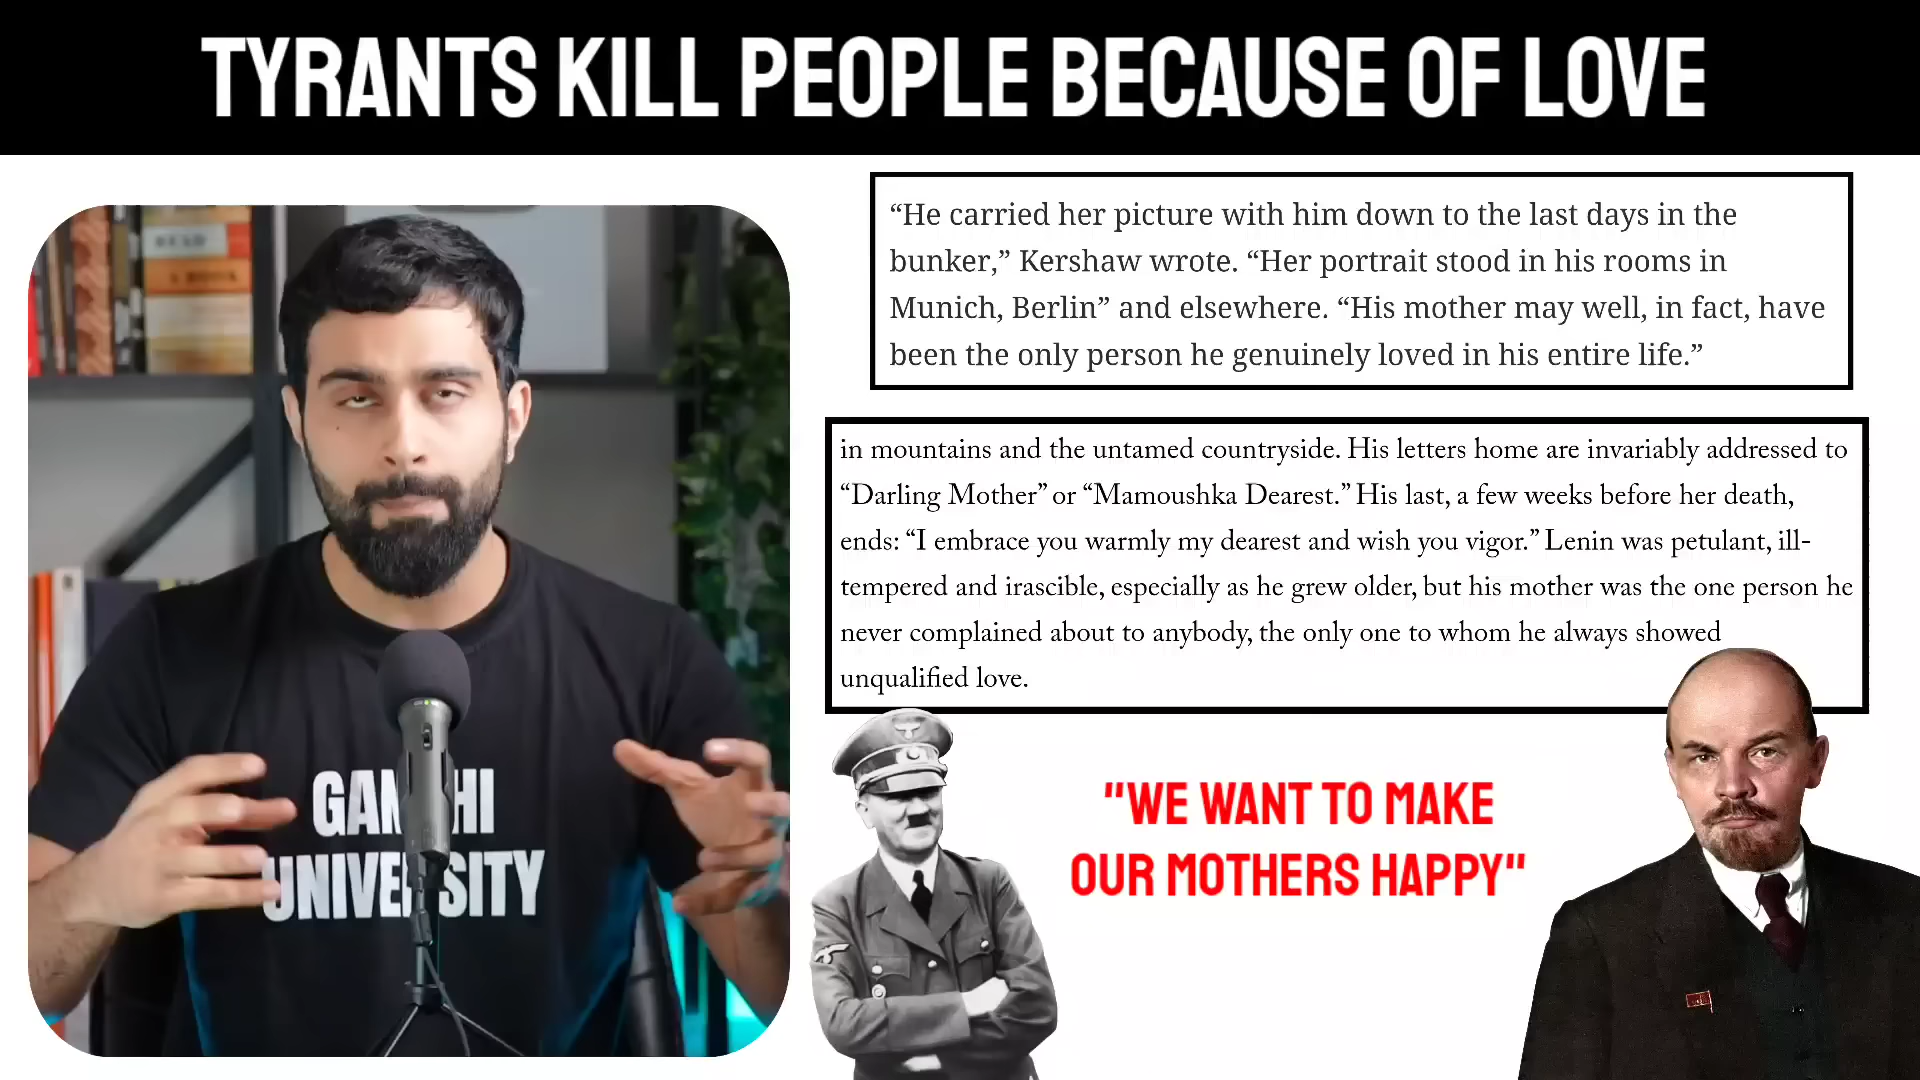 TYRANTS KILL PEOPLE BECAUSE OF LOVE
“He carried her picture with him down to the last days in the
bunker,” Kershaw wrote. “Her portrait stood in his rooms in
Munich, Berlin” and elsewhere. “His mother may well, in fact, have
been the only person he genuinely loved in his entire life.”
in mountains and the untamed countryside. His letters home are invariably addressed to
“Darling Mother” or “Mamoushka Dearest.” His last, a few weeks before her death,
ends: “I embrace you warmly my dearest and wish you vigor.” Lenin was petulant, ill-
tempered and irascible, especially as he grew older, but his mother was the one person he
never complained about to anybody, the only one to whom he always showed
unqualified love.
"WE WANT TO MAKE
OUR MOTHERS HAPPY"
READ
A BOOK